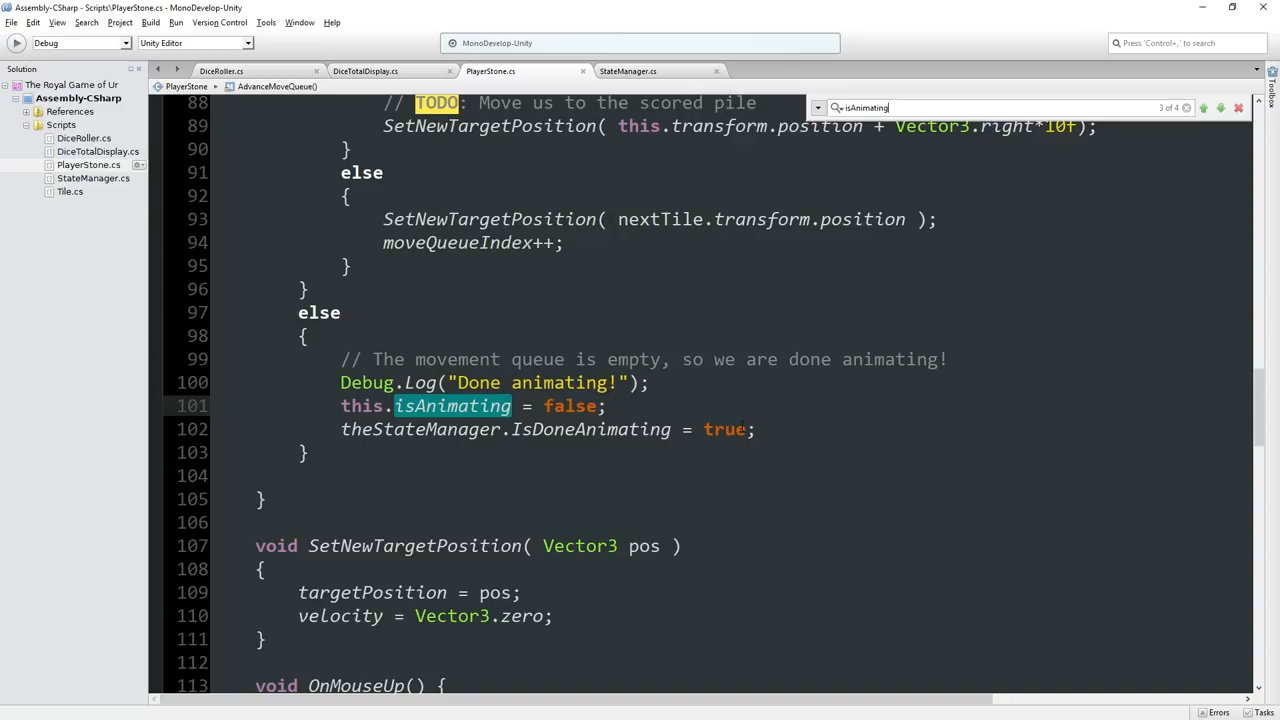 Assembly-CSharp - Scripts\PlayerStone.cs - MonoDevelop-Unity
File Edit View Search Project Build Run Version Control Tools Window Help
Debug Unity Editor MonoDevelop-Unity Press 'Control+,' to search
Solution
DiceRoller.cs DiceTotalDisplay.cs PlayerStone.cs StateManager.cs
The Royal Game of Ur
Assembly-CSharp
References
Scripts
DiceRoller.cs
DiceTotalDisplay.cs
PlayerStone.cs
StateManager.cs
Tile.cs
PlayerStone AdvanceMoveQueue()
isAnimating 3 of 4
Toolbox
88 // TODO: Move us to the scored pile
89 SetNewTargetPosition( this.transform.position + Vector3.right*10f);
90 }
91 else
92 {
93 SetNewTargetPosition( nextTile.transform.position );
94 moveQueueIndex++;
95 }
96 }
97 else
98 {
99 // The movement queue is empty, so we are done animating!
100 Debug.Log("Done animating!");
101 this.isAnimating = false;
102 theStateManager.IsDoneAnimating = true;
103 }
104
105 }
106
107 void SetNewTargetPosition( Vector3 pos )
108 {
109 targetPosition = pos;
110 velocity = Vector3.zero;
111 }
112
113 void OnMouseUp() {
Errors Tasks